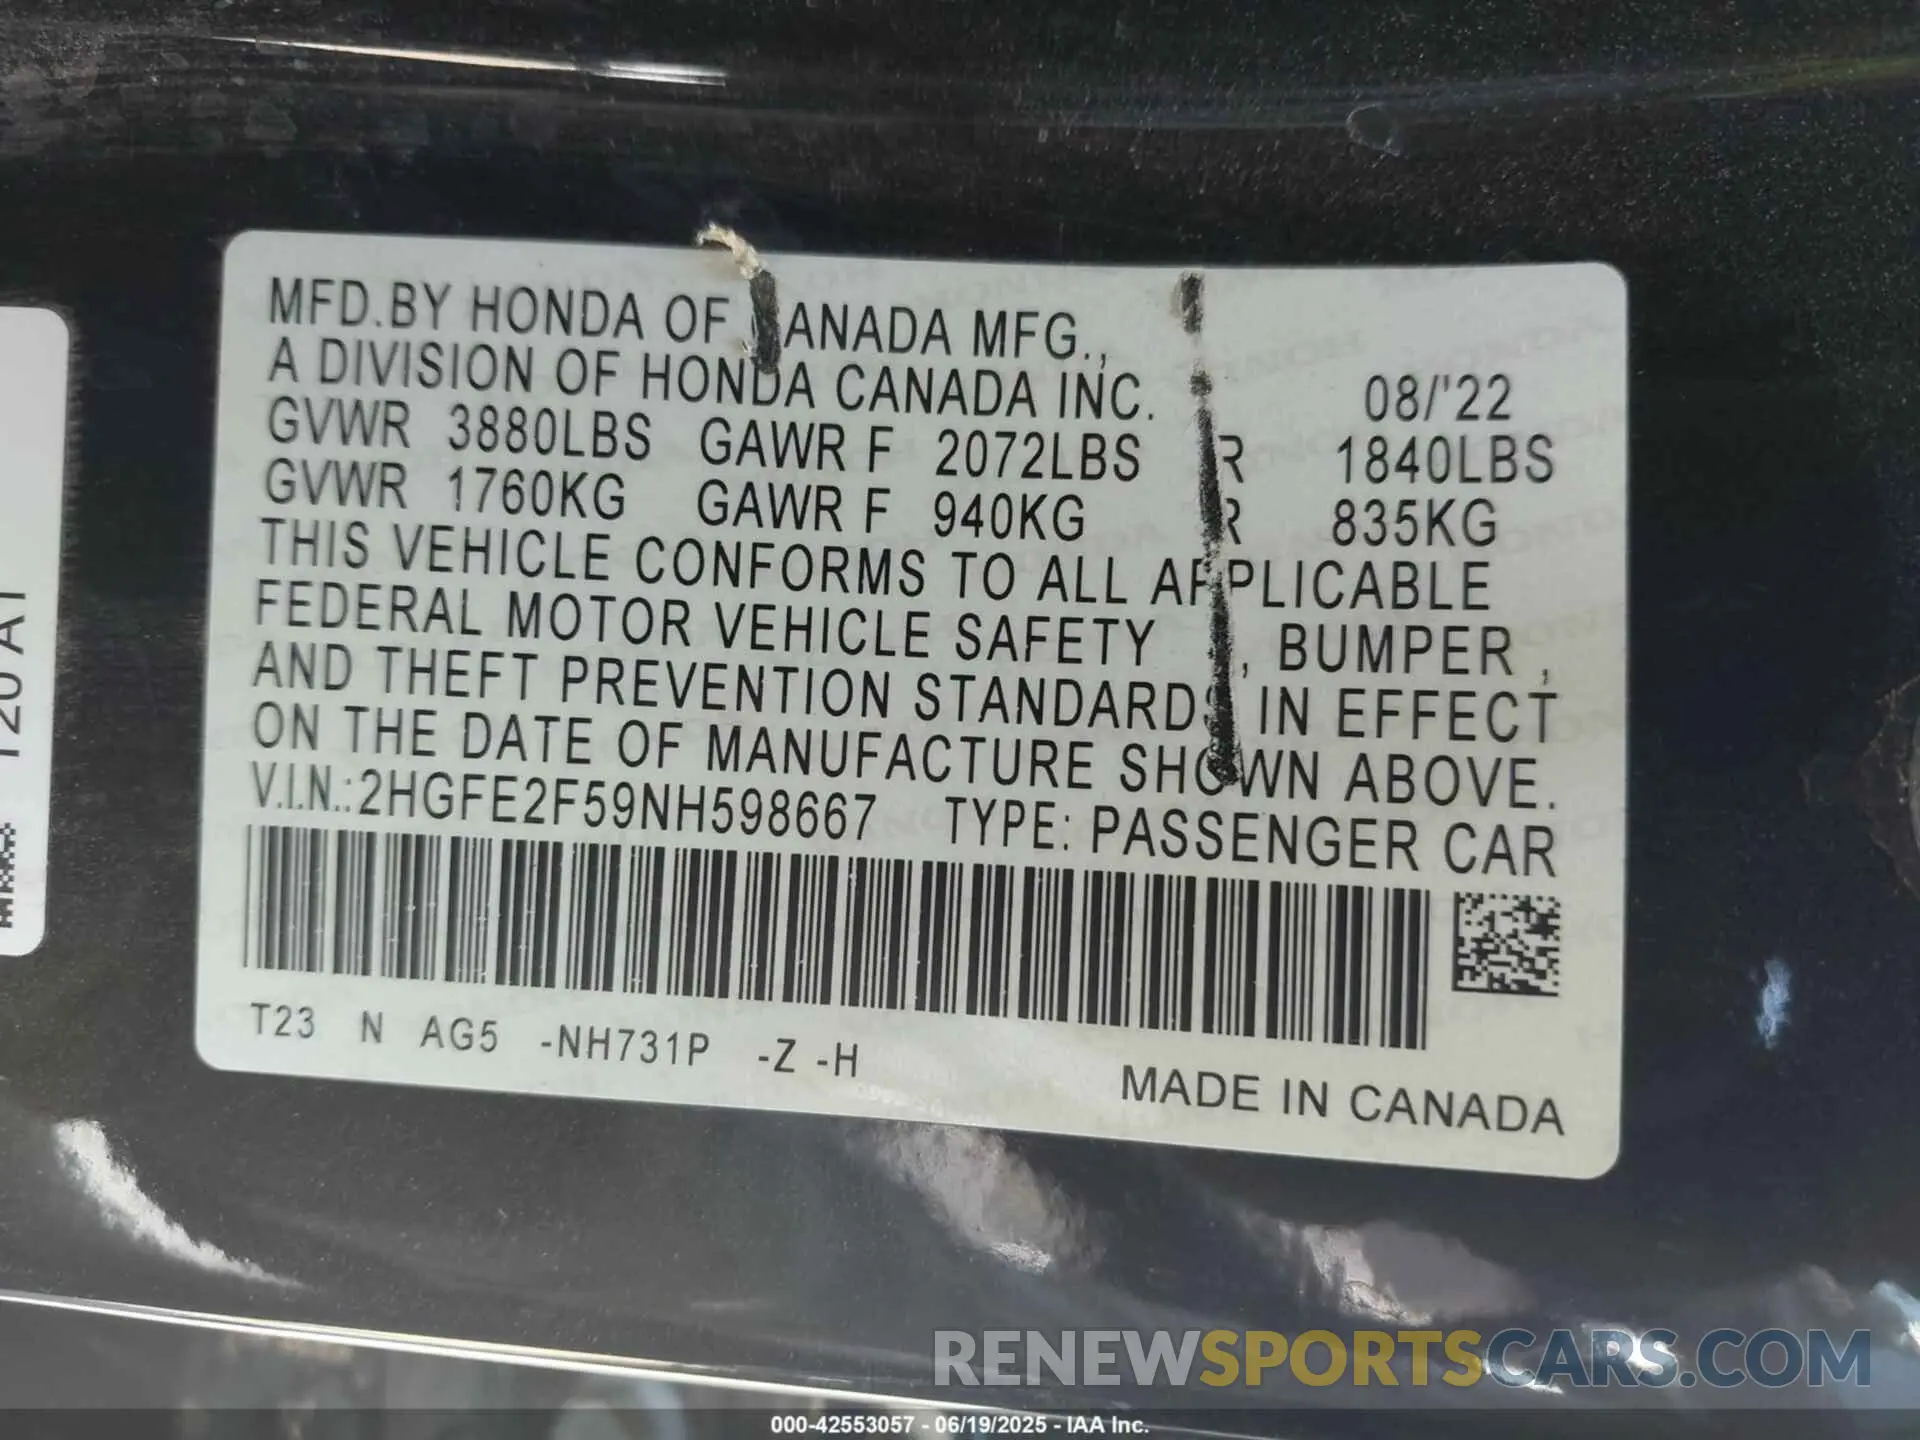 MFD.BY HONDA OF CANADA MFG.,
A DIVISION OF HONDA CANADA INC. 08/'22
GVWR 3880LBS GAWR F 2072LBS R 1840LBS
GVWR 1760KG GAWR F 940KG R 835KG
THIS VEHICLE CONFORMS TO ALL APPLICABLE
FEDERAL MOTOR VEHICLE SAFETY , BUMPER ,
AND THEFT PREVENTION STANDARDS IN EFFECT
ON THE DATE OF MANUFACTURE SHOWN ABOVE.
V.I.N.:2HGFE2F59NH598667 TYPE: PASSENGER CAR
T23 N AG5 -NH731P -Z -H
MADE IN CANADA
120 A1
RENEWSPORTSCARS.COM
000-42553057 - 06/19/2025 - IAA Inc.